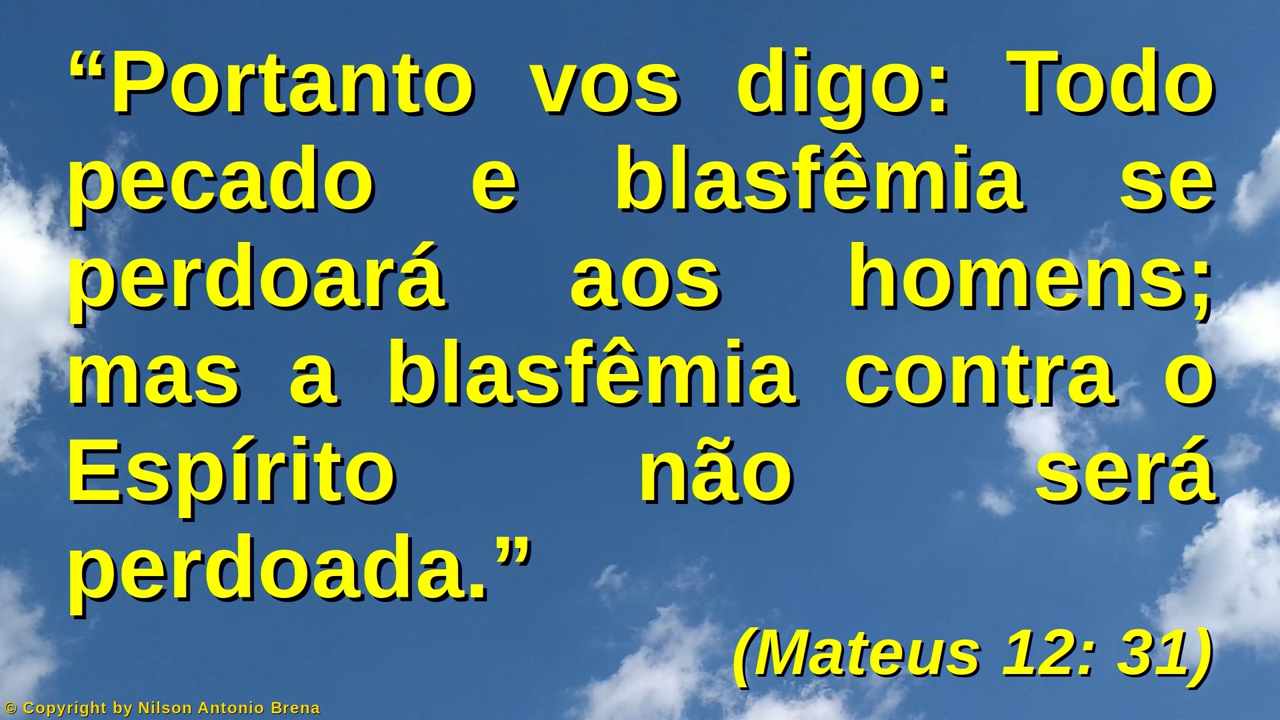 “Portanto vos digo: Todo
pecado e blasfêmia se
perdoará aos homens;
mas a blasfêmia contra o
Espírito não será
perdoada.”
(Mateus 12: 31)
© Copyright by Nilson Antonio Brena